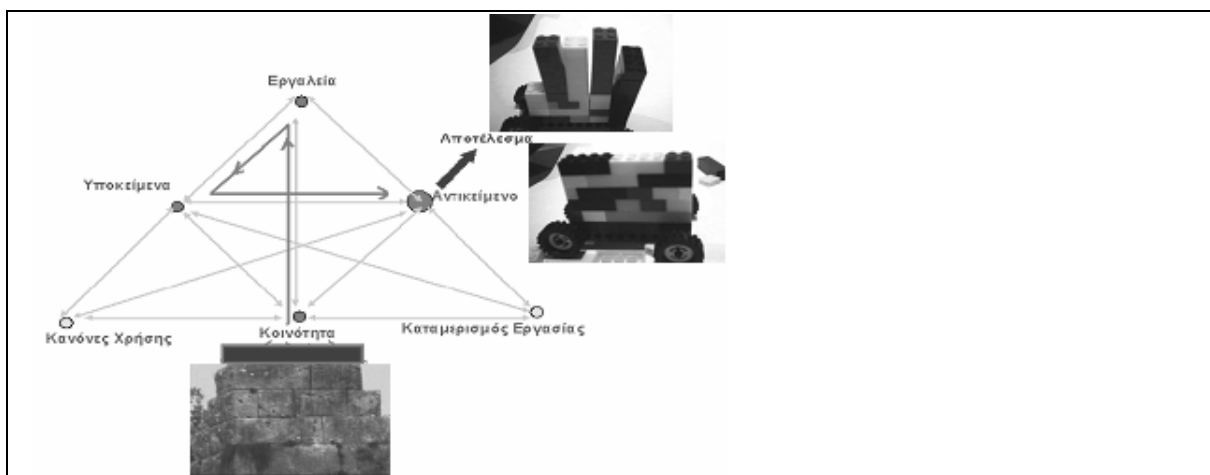 Εργαλεία
Αποτέλεσμα
Υποκείμενα
Αντικείμενο
Κανόνες Χρήσης
Κοινότητα
Καταμερισμός Εργασίας